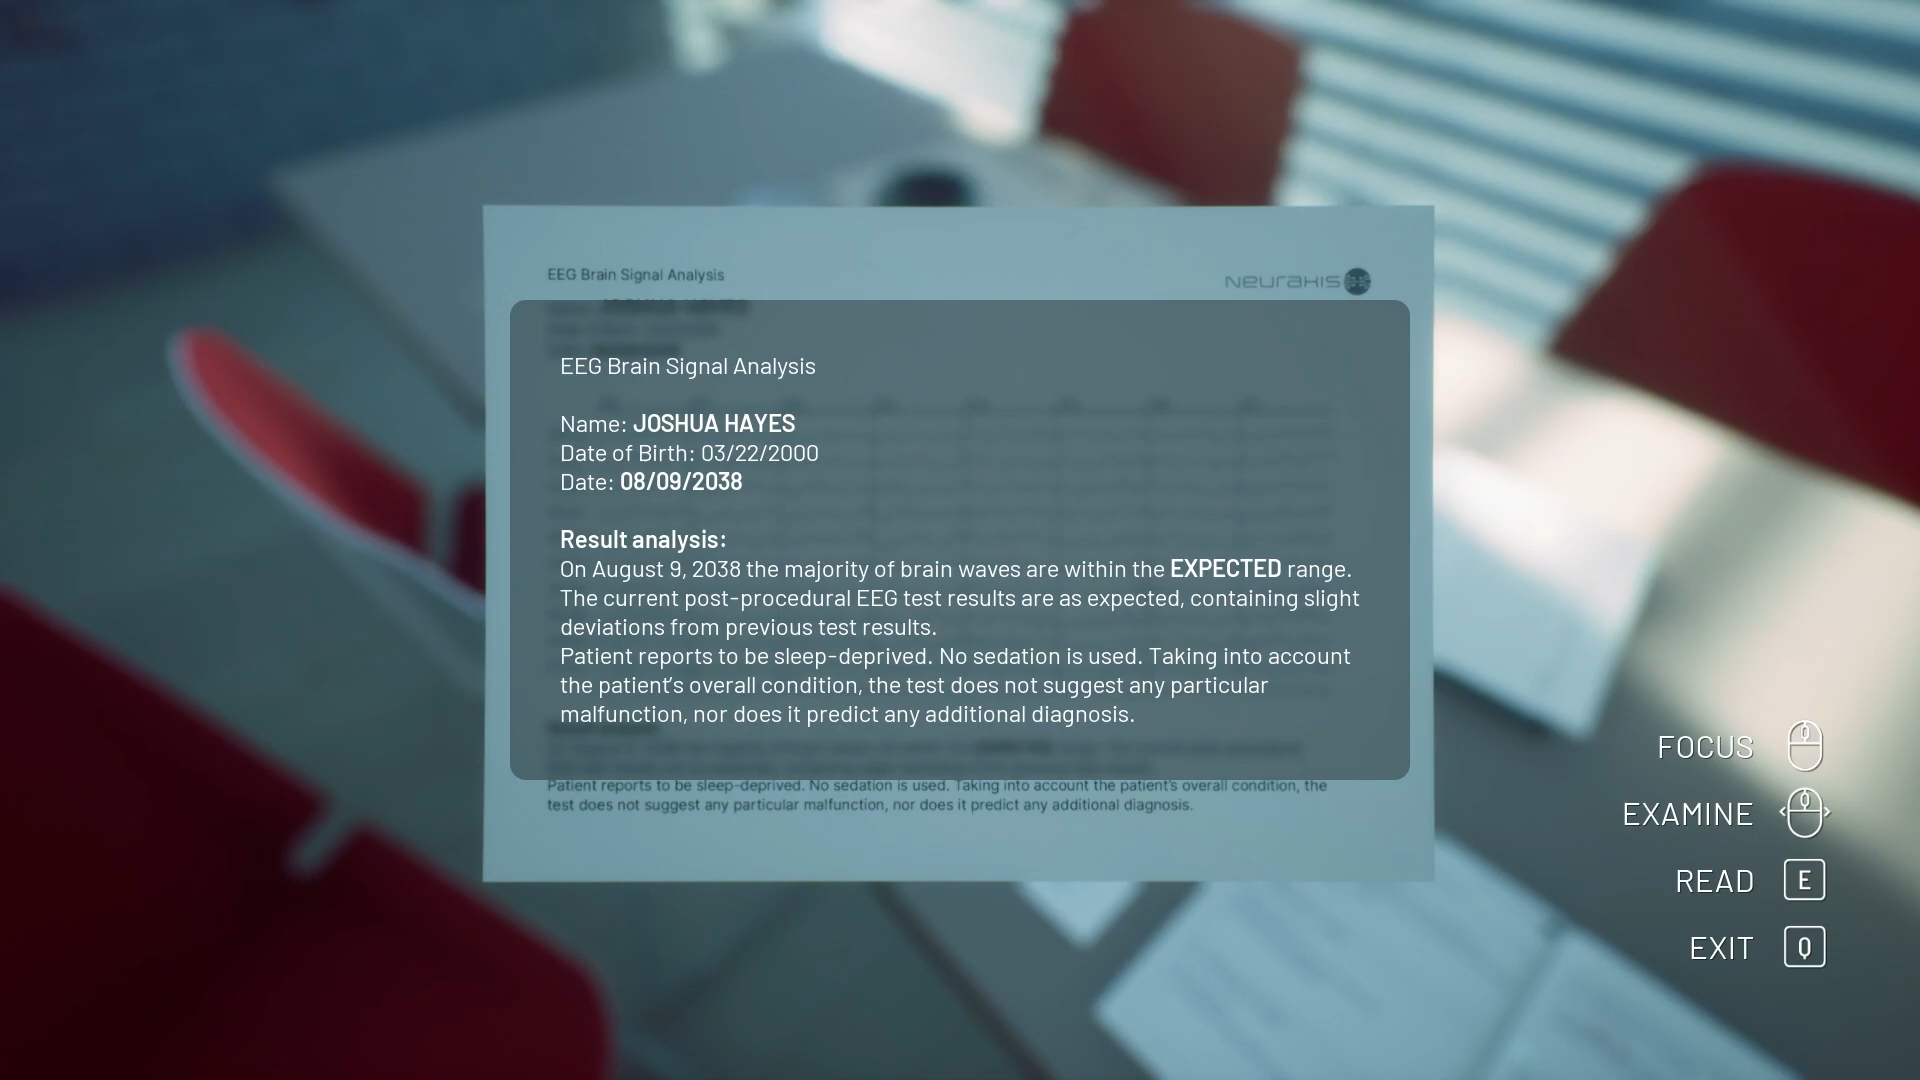 EEG Brain Signal Analysis
Neuraxis
EEG Brain Signal Analysis
Name: JOSHUA HAYES
Date of Birth: 03/22/2000
Date: 08/09/2038
Result analysis:
On August 9, 2038 the majority of brain waves are within the EXPECTED range.
The current post-procedural EEG test results are as expected, containing slight
deviations from previous test results.
Patient reports to be sleep-deprived. No sedation is used. Taking into account
the patient's overall condition, the test does not suggest any particular
malfunction, nor does it predict any additional diagnosis.
Patient reports to be sleep-deprived. No sedation is used. Taking into account the patient's overall condition, the
test does not suggest any particular malfunction, nor does it predict any additional diagnosis.
FOCUS
EXAMINE
READ E
EXIT Q